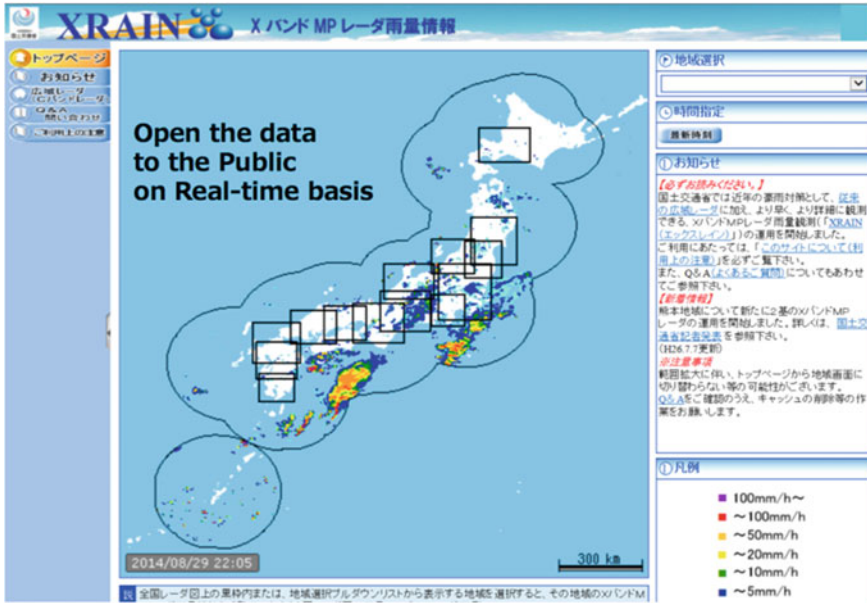 XRAIN XバンドMPレーダ雨量情報
トップページ
お知らせ
広域レーダ
(Cバンドレーダ)
Q&A
問い合わせ
ご利用上の注意
Open the data
to the Public
on Real-time basis
2014/08/29 22:05
300 km
地域選択
時間指定
最新時刻
お知らせ
【必ずお読みください。】
国土交通省では近年の豪雨対策として、従来
の広域レーダに加え、より早く、より詳細に観測
できる、XバンドMPレーダ雨量観測(「XRAIN
(エックスレイン)」)の運用を開始しました。
ご利用にあたっては、「このサイトについて(利
用上の注意)」を必ずご覧下さい。
また、Q&A(よくあるご質問)についてもあわせ
てご参照下さい。
【新着情報】
熊本地域について新たに2基のXバンドMP
レーダの運用を開始しました。詳しくは、国土交
通省記者発表を参照下さい。
(H26.7.7更新)
※注意事項
範囲拡大に伴い、トップページから地域画面に
切り替わらない等の可能性がございます。
Q&Aをご確認のうえ、キャッシュの削除等の作
業をお願いします。
凡例
100mm/h～
～100mm/h
～50mm/h
～20mm/h
～10mm/h
～5mm/h
全国レーダ図上の黒枠内または、地域選択プルダウンリストから表示する地域を選択すると、その地域のXバンドM